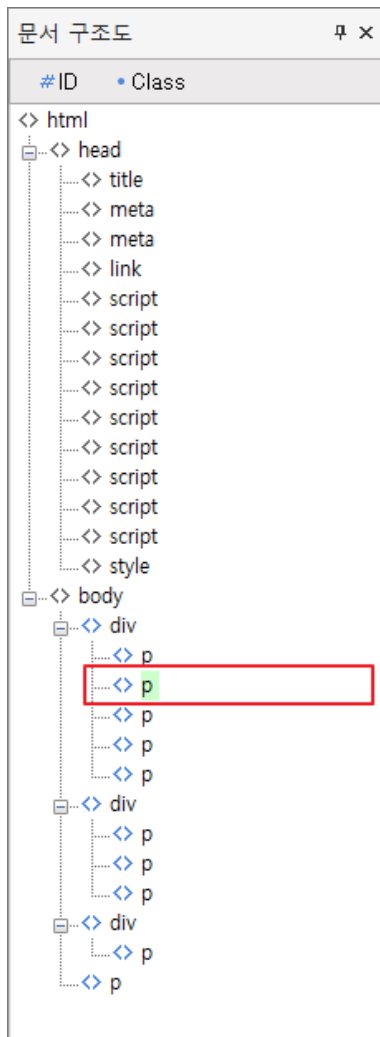 문서 구조도
#ID • Class
<> html
<> head
<> title
<> meta
<> meta
<> link
<> script
<> script
<> script
<> script
<> script
<> script
<> script
<> script
<> script
<> style
<> body
<> div
<> p
<> p
<> p
<> p
<> p
<> div
<> p
<> p
<> p
<> div
<> p
<> p